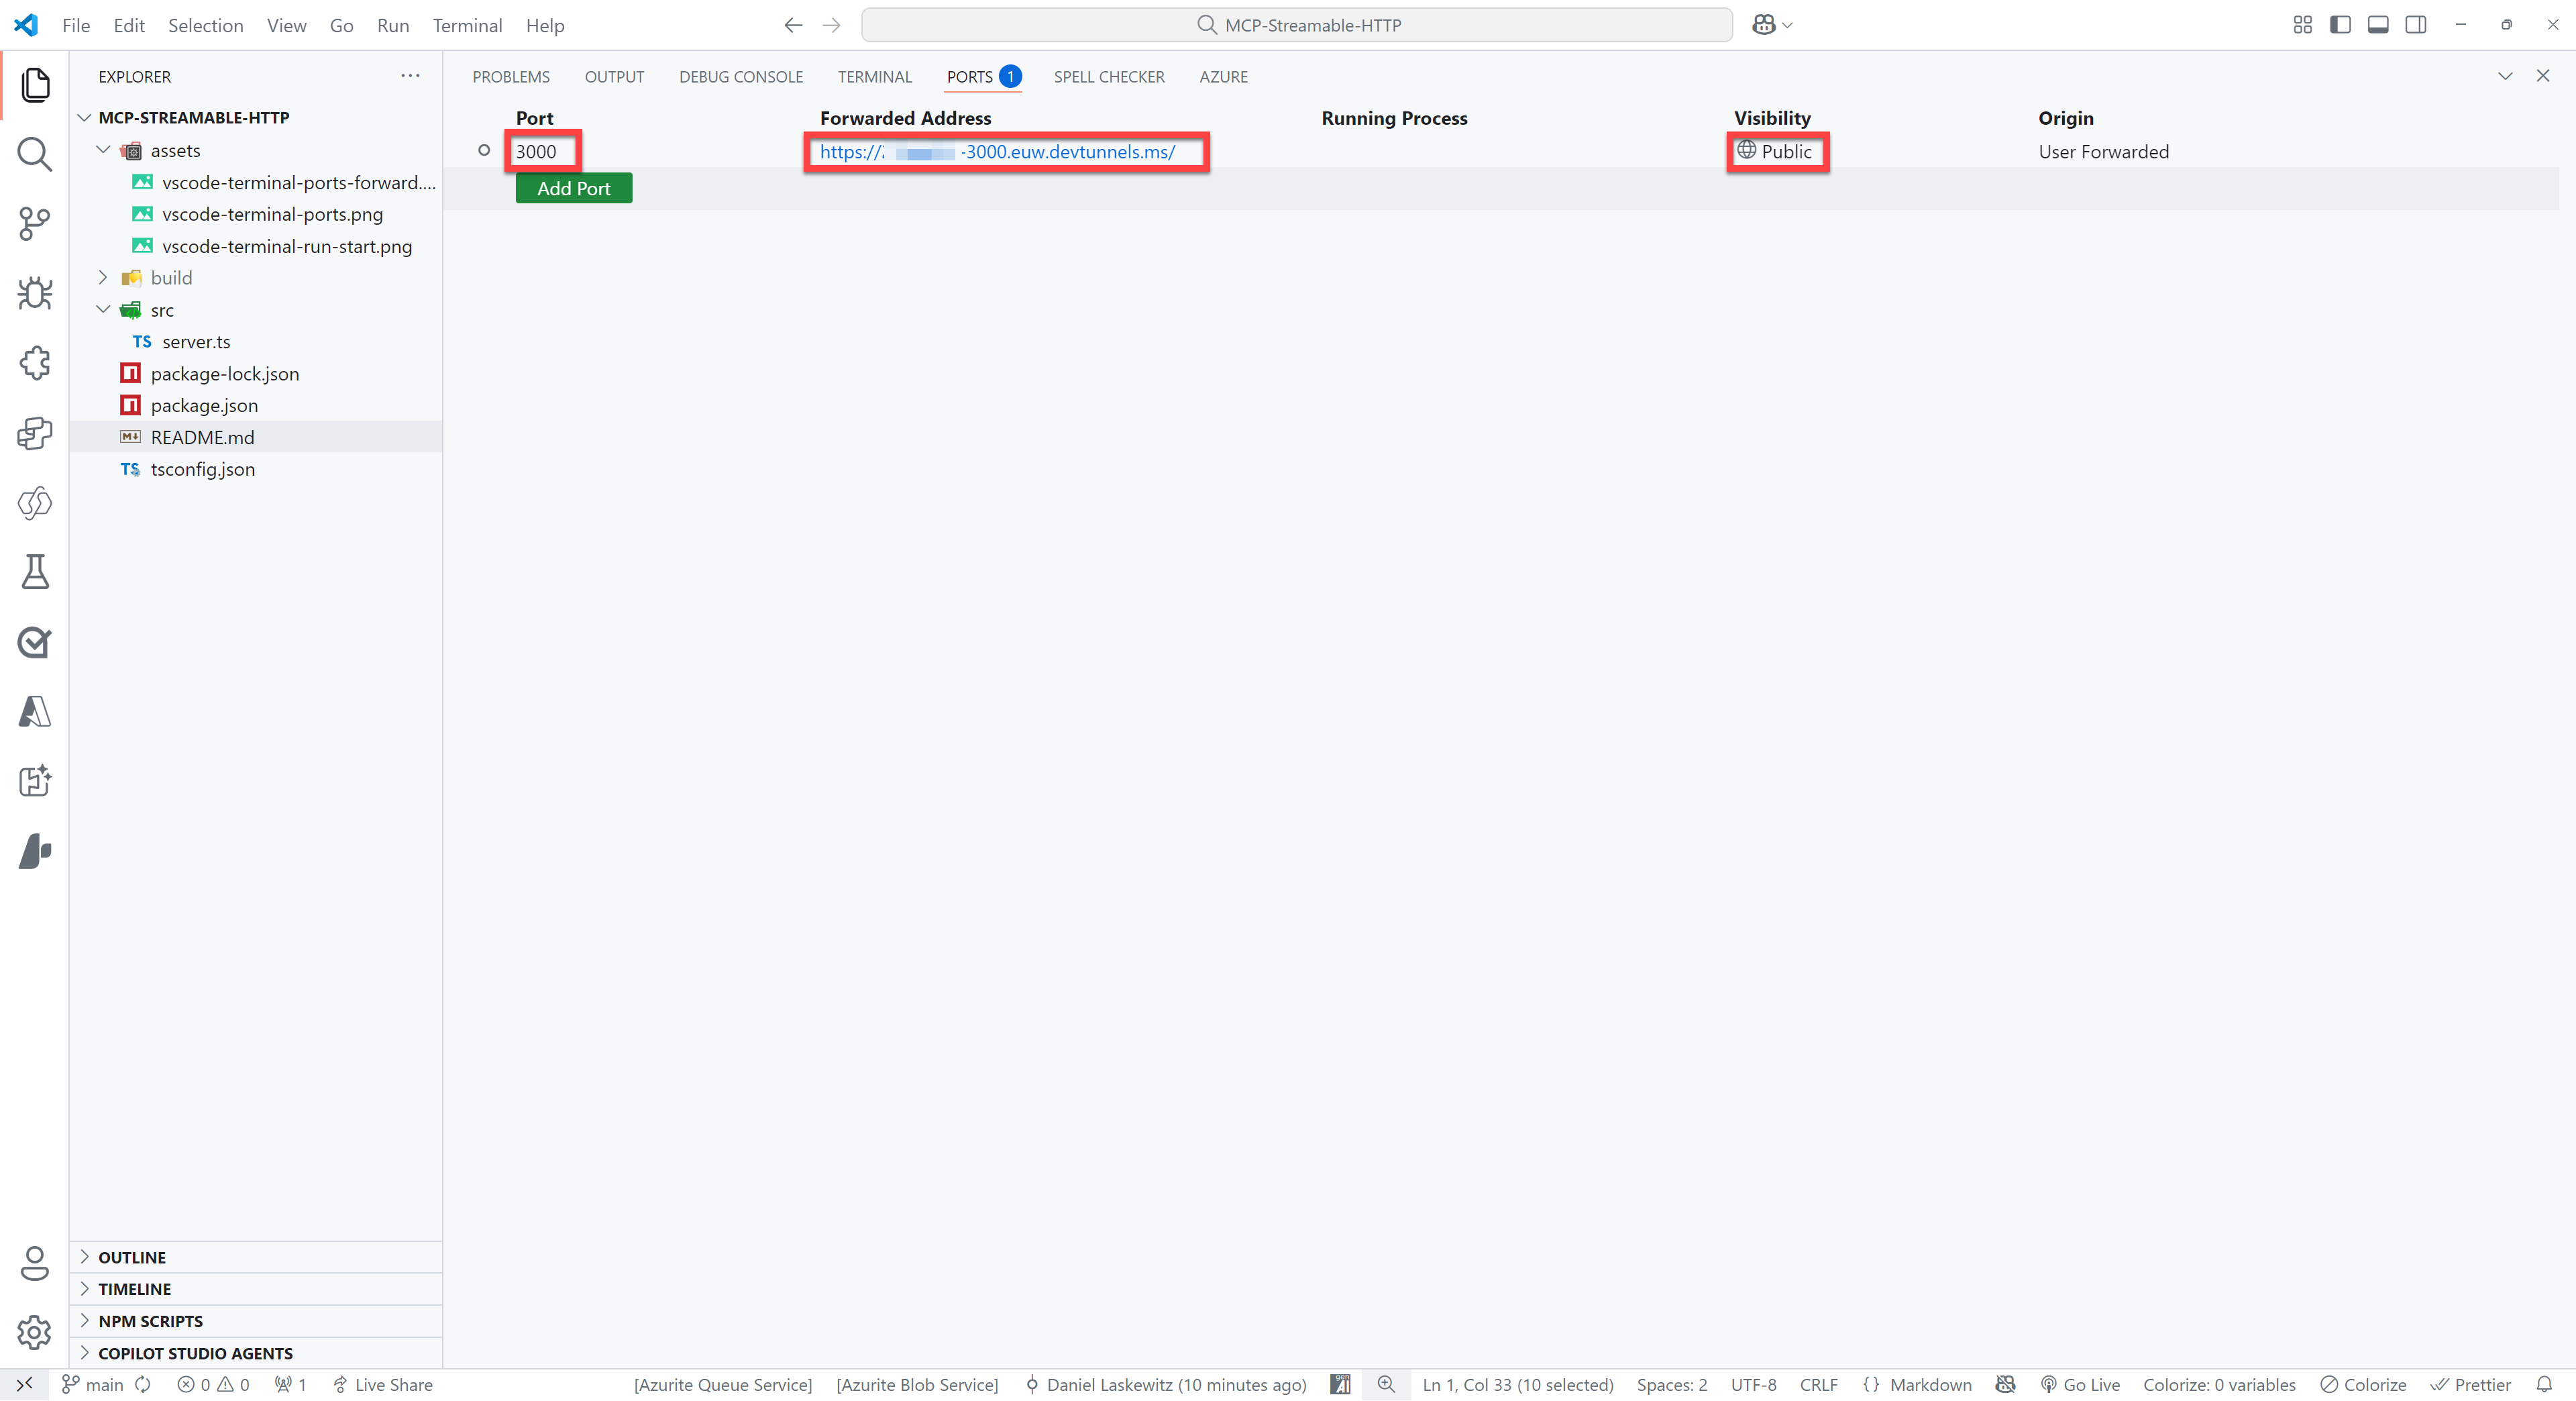 File Edit Selection View Go Run Terminal Help
MCP-Streamable-HTTP
EXPLORER
MCP-STREAMABLE-HTTP
assets
vscode-terminal-ports-forward....
vscode-terminal-ports.png
vscode-terminal-run-start.png
build
src
TS server.ts
package-lock.json
package.json
README.md
TS tsconfig.json
OUTLINE
TIMELINE
NPM SCRIPTS
COPILOT STUDIO AGENTS
PROBLEMS OUTPUT DEBUG CONSOLE TERMINAL PORTS 1 SPELL CHECKER AZURE
Port Forwarded Address Running Process Visibility Origin
3000 https:// -3000.euw.devtunnels.ms/ Public User Forwarded
Add Port
main 0 0 1 Live Share [Azurite Queue Service] [Azurite Blob Service] Daniel Laskewitz (10 minutes ago) Ln 1, Col 33 (10 selected) Spaces: 2 UTF-8 CRLF {} Markdown Go Live Colorize: 0 variables Colorize Prettier